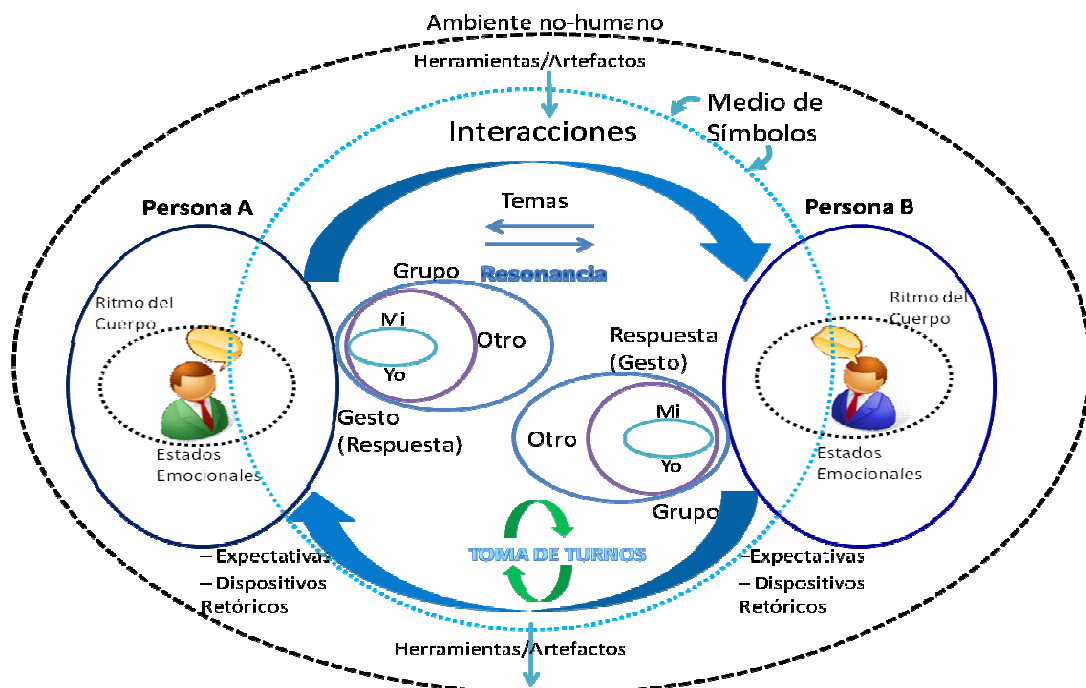 Ambiente no-humano
Herramientas/Artefactos
Medio de
Símbolos
Interacciones
Persona A
Persona B
Temas
Resonancia
Grupo
Mi
Otro
Yo
Ritmo del
Cuerpo
Estados
Emocionales
Gesto
(Respuesta)
Respuesta
(Gesto)
Mi
Otro
Yo
Grupo
Ritmo del
Cuerpo
Estados
Emocionales
TOMA DE TURNOS
– Expectativas
– Dispositivos
Retóricos
–Expectativas
– Dispositivos
Retóricos
Herramientas/Artefactos